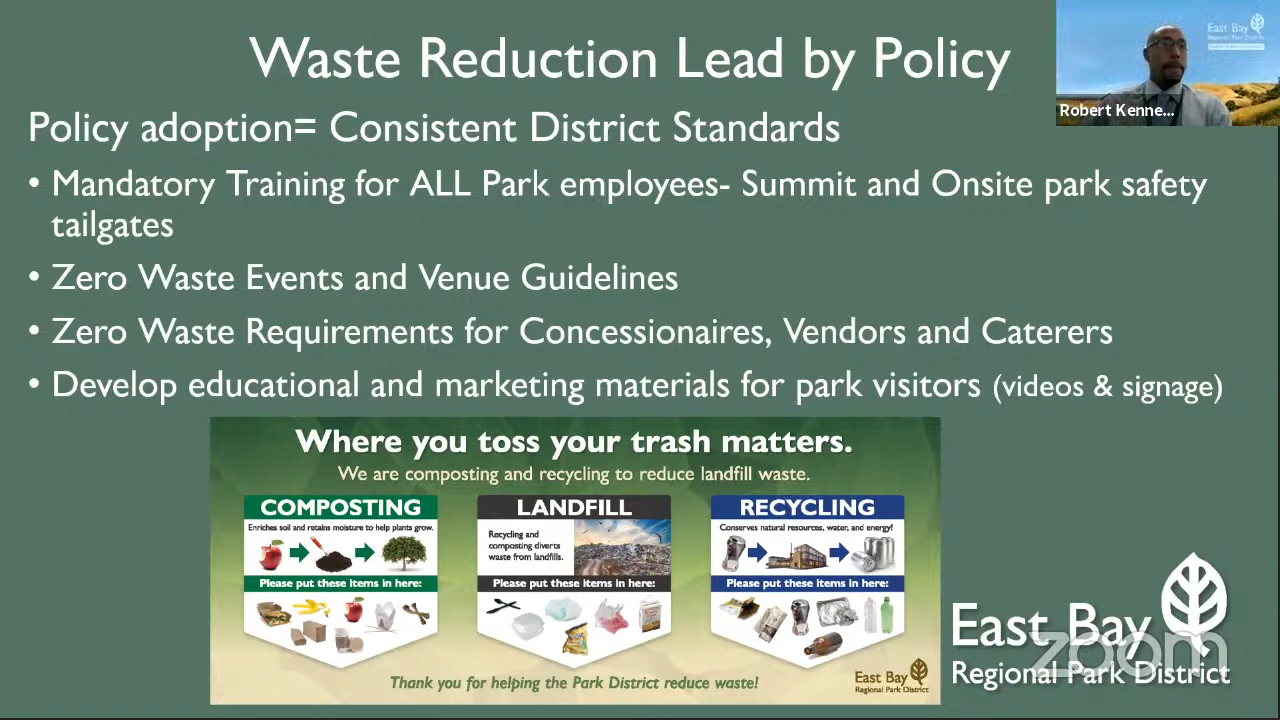 Waste Reduction Lead by Policy
East Bay
Regional Park District
Robert Kenne...
Policy adoption= Consistent District Standards
• Mandatory Training for ALL Park employees- Summit and Onsite park safety
tailgates
• Zero Waste Events and Venue Guidelines
• Zero Waste Requirements for Concessionaires, Vendors and Caterers
• Develop educational and marketing materials for park visitors (videos & signage)
Where you toss your trash matters.
We are composting and recycling to reduce landfill waste.
COMPOSTING
Enriches soil and retains moisture to help plants grow.
Please put these items in here:
LANDFILL
Recycling and
composting diverts
waste from landfills.
Please put these items in here:
RECYCLING
Conserves natural resources, water, and energy!
Please put these items in here:
Thank you for helping the Park District reduce waste!
East Bay
Regional Park District
East Bay
Regional Park District
zoom